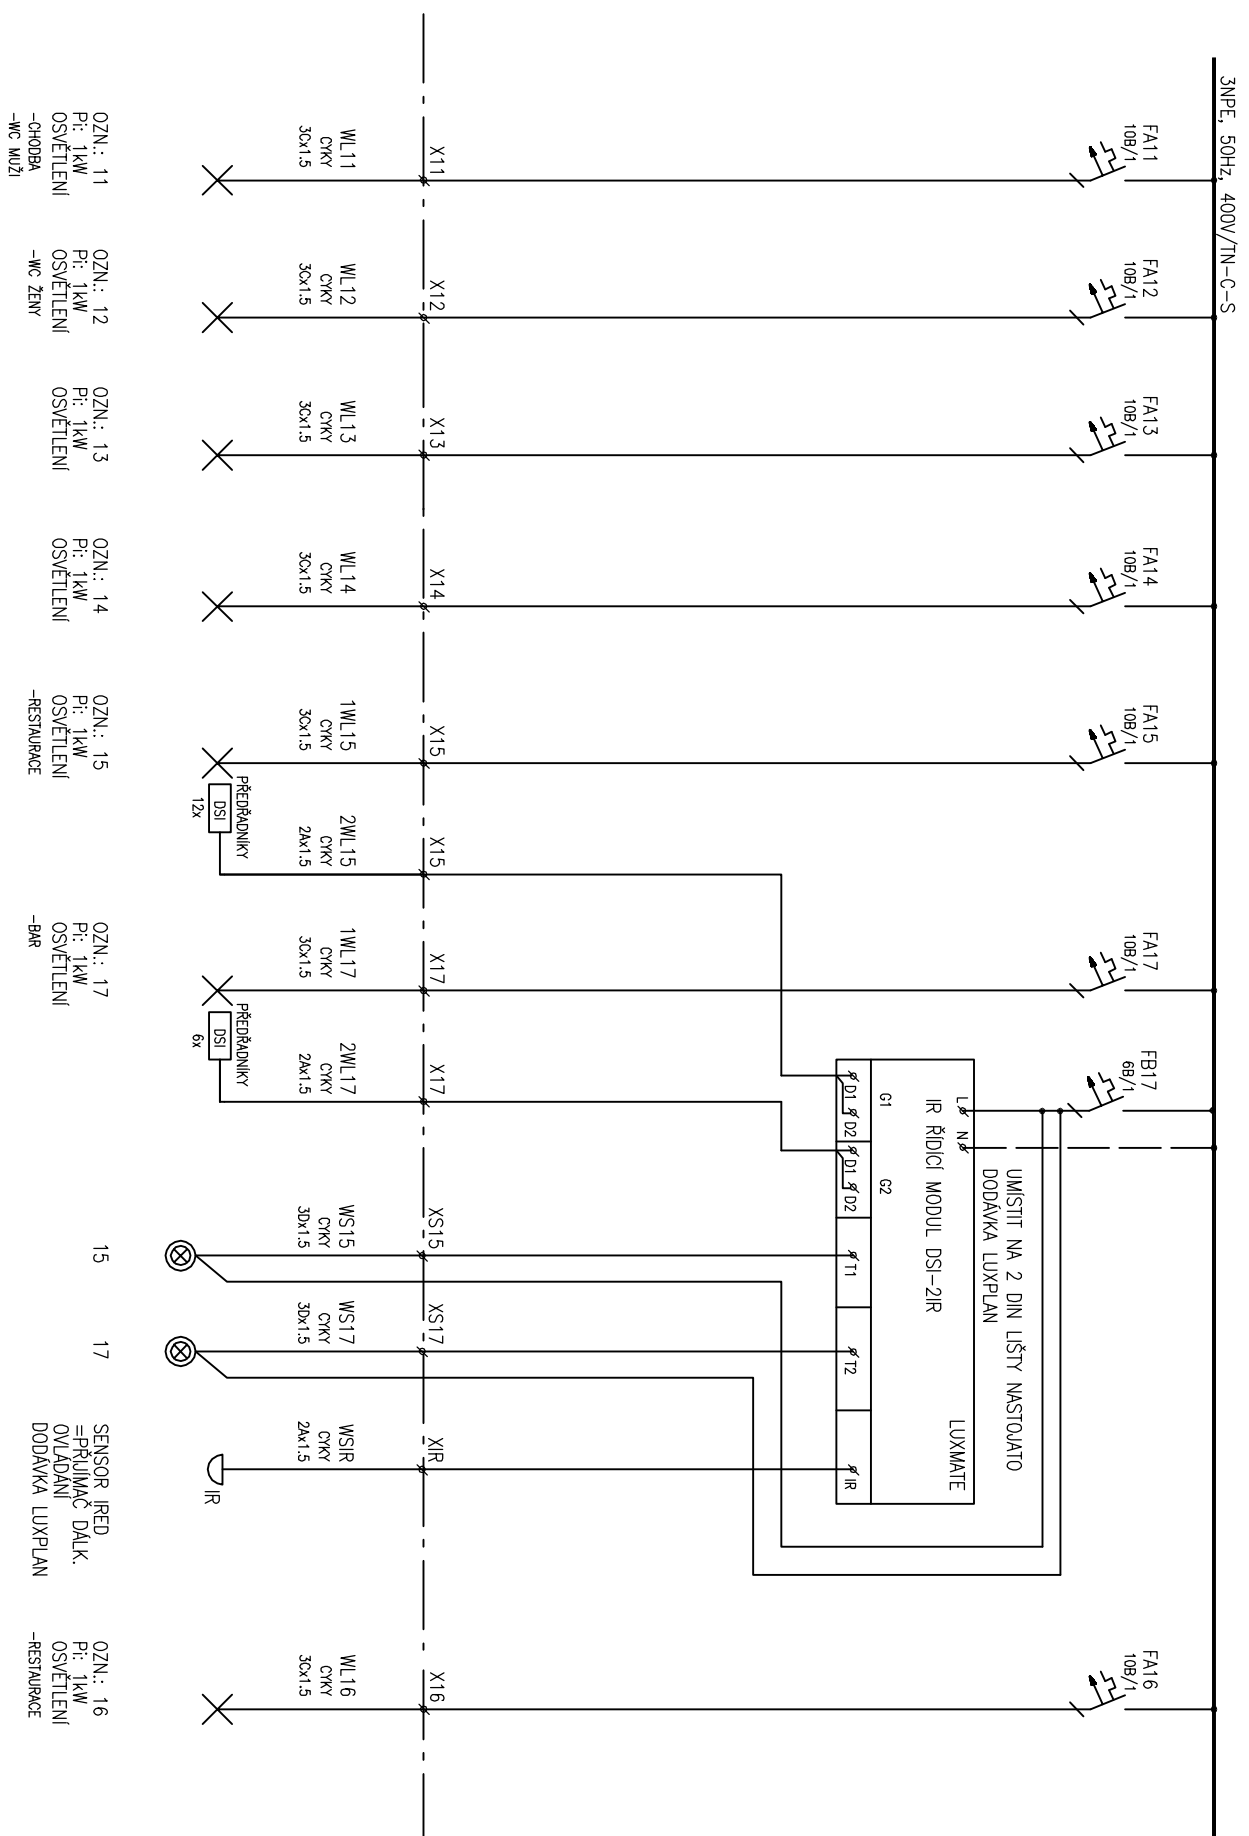 3NPE, 50Hz, 400V/TN-C-S
FA11
10B/1
FA12
10B/1
FA13
10B/1
FA14
10B/1
FA15
10B/1
FA17
10B/1
FB17
6B/1
FA16
10B/1
UMÍSTIT NA 2 DIN LIŠTY NASTOJATO
DODÁVKA LUXPLAN
L
N
LUXMATE
IR ŘÍDÍCÍ MODUL DSI-2IR
G1
G2
D1
D2
D1
D2
T1
T2
IR
X11
X12
X13
X14
X15
X15
X17
X17
XS15
XS17
XIR
X16
WL11
CYKY
3Cx1.5
WL12
CYKY
3Cx1.5
WL13
CYKY
3Cx1.5
WL14
CYKY
3Cx1.5
1WL15
CYKY
3Cx1.5
2WL15
CYKY
2Ax1.5
1WL17
CYKY
3Cx1.5
2WL17
CYKY
2Ax1.5
WS15
CYKY
3Dx1.5
WS17
CYKY
3Dx1.5
WSIR
CYKY
2Ax1.5
WL16
CYKY
3Cx1.5
PŘEDŘADNÍKY
DSI
12x
PŘEDŘADNÍKY
DSI
6x
IR
OZN.: 11
Pi: 1kW
OSVĚTLENÍ
-CHODBA
-WC MUŽI
OZN.: 12
Pi: 1kW
OSVĚTLENÍ
-WC ŽENY
OZN.: 13
Pi: 1kW
OSVĚTLENÍ
OZN.: 14
Pi: 1kW
OSVĚTLENÍ
OZN.: 15
Pi: 1kW
OSVĚTLENÍ
-RESTAURACE
OZN.: 17
Pi: 1kW
OSVĚTLENÍ
-BAR
15
17
SENSOR IRED
=PŘIJÍMAČ DÁLK.
OVLÁDÁNÍ
DODÁVKA LUXPLAN
OZN.: 16
Pi: 1kW
OSVĚTLENÍ
-RESTAURACE